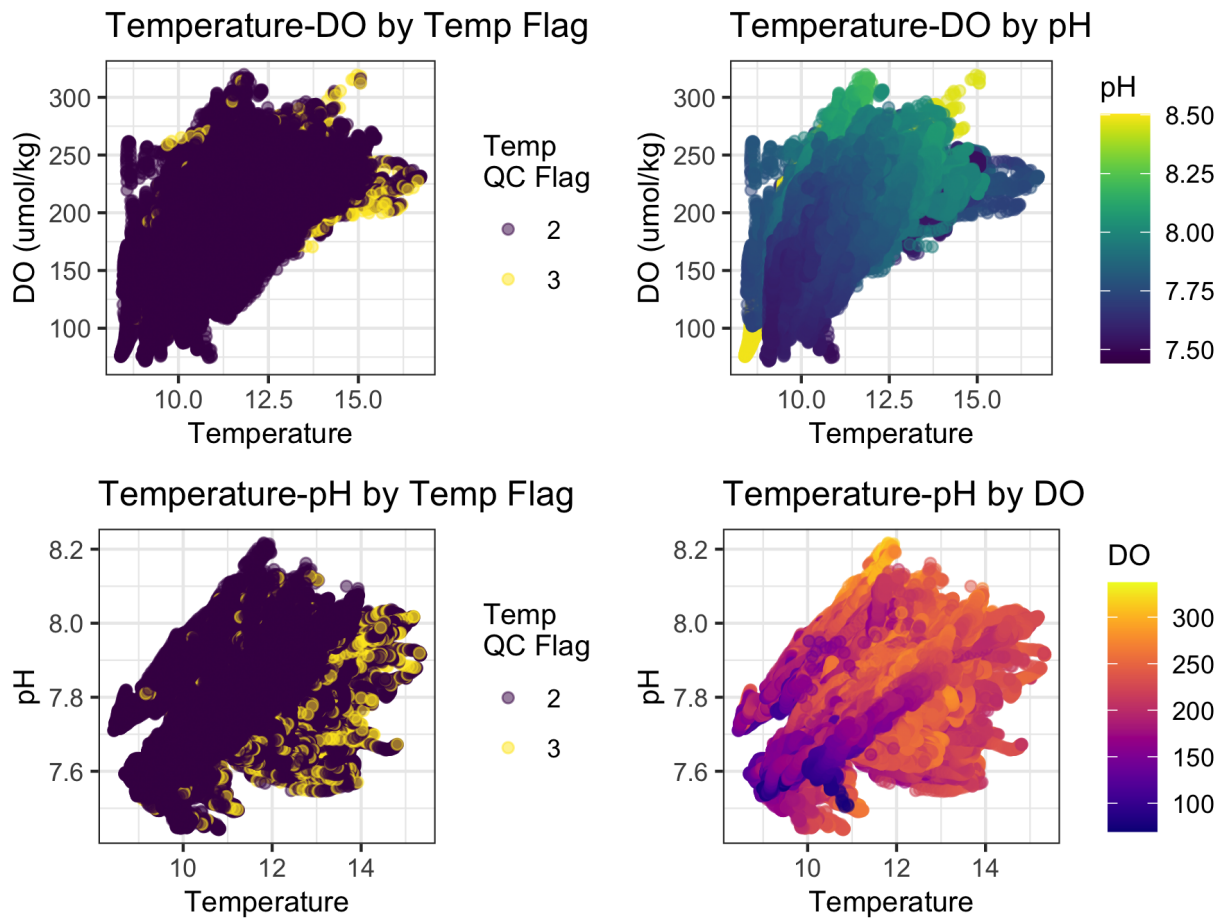 Temperature-DO by Temp Flag
DO (umol/kg)
300
250
200
150
100
10.0 12.5 15.0
Temperature
Temp
QC Flag
2
3
Temperature-DO by pH
DO (umol/kg)
300
250
200
150
100
10.0 12.5 15.0
Temperature
pH
8.50
8.25
8.00
7.75
7.50
Temperature-pH by Temp Flag
pH
8.2
8.0
7.8
7.6
10 12 14
Temperature
Temp
QC Flag
2
3
Temperature-pH by DO
pH
8.2
8.0
7.8
7.6
10 12 14
Temperature
DO
300
250
200
150
100